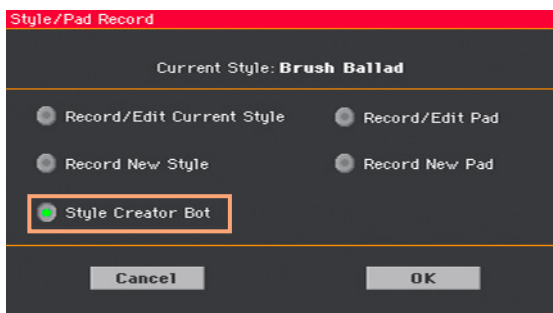 Style/Pad Record
Current Style: Brush Ballad
Record/Edit Current Style
Record/Edit Pad
Record New Style
Record New Pad
Style Creator Bot
Cancel
OK